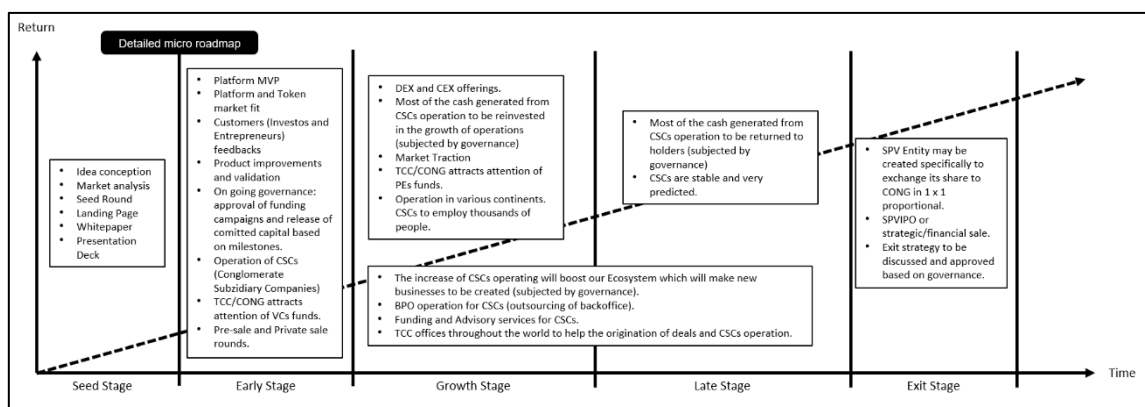 Return
Detailed micro roadmap
• Idea conception
• Market analysis
• Seed Round
• Landing Page
• Whitepaper
• Presentation
Deck
• Platform MVP
• Platform and Token
market fit
• Customers (Investos and
Entrepreneurs)
feedbacks
• Product improvements
and validation
• On going governance:
approval of funding
campaigns and release of
comitted capital based
on milestones.
• Operation of CSCs
(Conglomerate
Subzidiary Companies)
• TCC/CONG attracts
attention of VCs funds.
• Pre-sale and Private sale
rounds.
• DEX and CEX offerings.
• Most of the cash generated from
CSCs operation to be reinvested
in the growth of operations
(subjected by governance)
• Market Traction
• TCC/CONG attracts attention of
PEs funds.
• Operation in various continents.
CSCs to employ thousands of
people.
• Most of the cash generated from
CSCs operation to be returned to
holders (subjected by
governance)
• CSCs are stable and very
predicted.
• The increase of CSCs operating will boost our Ecosystem which will make new
businesses to be created (subjected by governance).
• BPO operation for CSCs (outsourcing of backoffice).
• Funding and Advisory services for CSCs.
• TCC offices throughout the world to help the origination of deals and CSCs operation.
• SPV Entity may be
created specifically to
exchange its share to
CONG in 1 x 1
proportional.
• SPVIPO or
strategic/financial sale.
• Exit strategy to be
discussed and approved
based on governance.
Seed Stage
Early Stage
Growth Stage
Late Stage
Exit Stage
Time